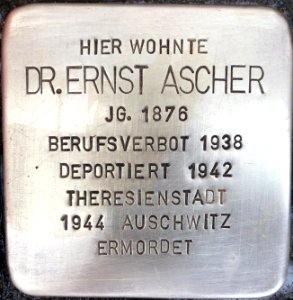 HIER WOHNTE
DR. ERNST ASCHER
JG. 1876
BERUFSVERBOT 1938
DEPORTIERT 1942
THERESIENSTADT
1944 AUSCHWITZ
ERMORDET